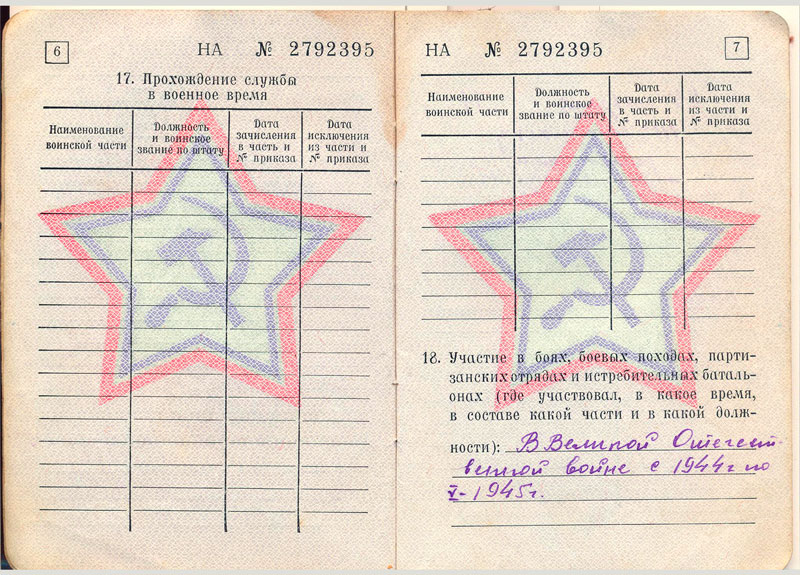 6
НА № 2792395
17. Прохождение службы
в военное время
Наименование
воинской части
Должность
и воинское
звание по штату
Дата
зачисления
в часть и
№ приказа
Дата
исключения
из части и
№ приказа
НА № 2792395
7
Наименование
воинской части
Должность
и воинское
звание по штату
Дата
зачисления
в часть и
№ приказа
Дата
исключения
из части и
№ приказа
18. Участие в боях, боевых походах, парти-
занских отрядах и истребительных баталь-
онах (где участвовал, в какое время,
в составе какой части и в какой долж-
ности): В Великой Отечест-
венной войне с 1944г по
V-1945г.